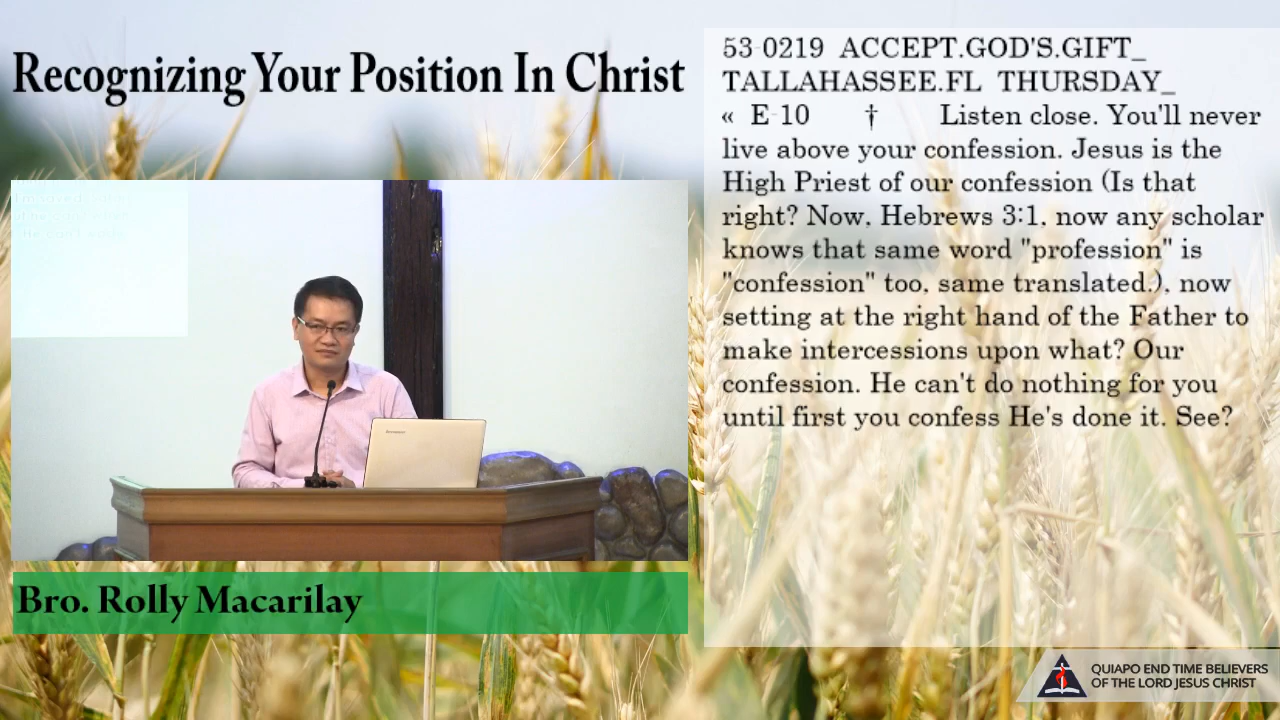 Recognizing Your Position In Christ
53-0219 ACCEPT.GOD'S.GIFT_
TALLAHASSEE.FL THURSDAY_
« E-10 † Listen close. You'll never
live above your confession. Jesus is the
High Priest of our confession (Is that
right? Now, Hebrews 3:1, now any scholar
knows that same word "profession" is
"confession" too, same translated.), now
setting at the right hand of the Father to
make intercessions upon what? Our
confession. He can't do nothing for you
until first you confess He's done it. See?
Bro. Rolly Macarilay
QUIAPO END TIME BELIEVERS
OF THE LORD JESUS CHRIST